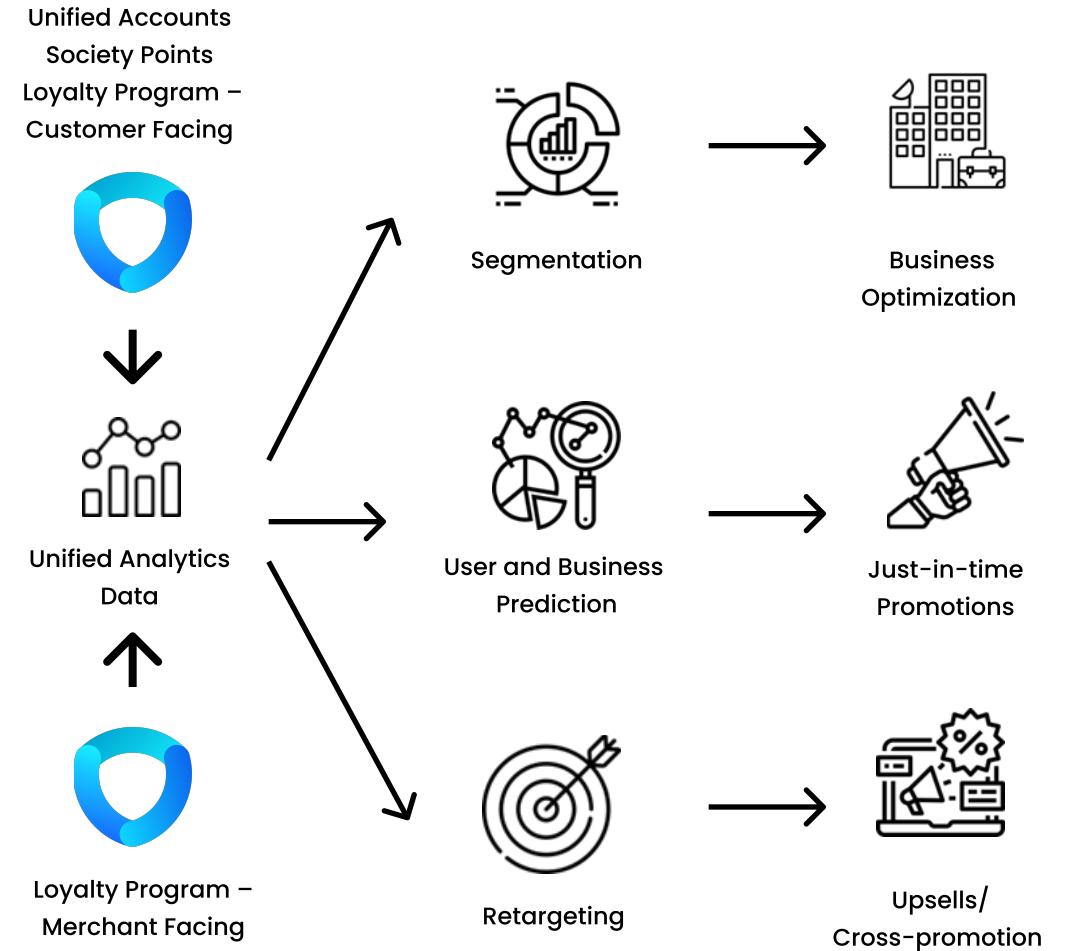 Unified Accounts
Society Points
Loyalty Program –
Customer Facing
Segmentation
Business
Optimization
Unified Analytics
Data
User and Business
Prediction
Just-in-time
Promotions
Loyalty Program –
Merchant Facing
Retargeting
Upsells/
Cross-promotion